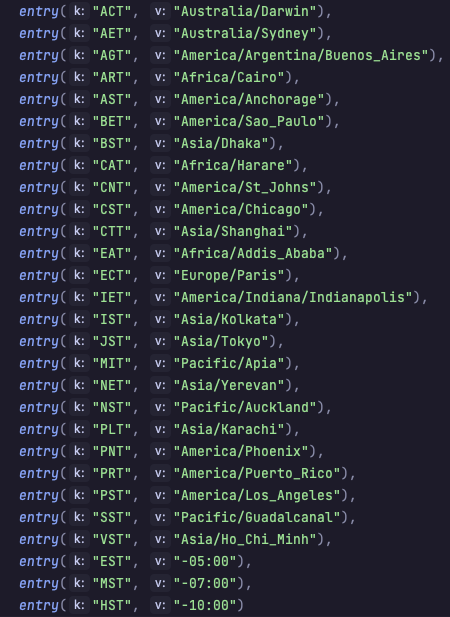 entry( k: "ACT", v: "Australia/Darwin"),
entry( k: "AET", v: "Australia/Sydney"),
entry( k: "AGT", v: "America/Argentina/Buenos_Aires"),
entry( k: "ART", v: "Africa/Cairo"),
entry( k: "AST", v: "America/Anchorage"),
entry( k: "BET", v: "America/Sao_Paulo"),
entry( k: "BST", v: "Asia/Dhaka"),
entry( k: "CAT", v: "Africa/Harare"),
entry( k: "CNT", v: "America/St_Johns"),
entry( k: "CST", v: "America/Chicago"),
entry( k: "CTT", v: "Asia/Shanghai"),
entry( k: "EAT", v: "Africa/Addis_Ababa"),
entry( k: "ECT", v: "Europe/Paris"),
entry( k: "IET", v: "America/Indiana/Indianapolis"),
entry( k: "IST", v: "Asia/Kolkata"),
entry( k: "JST", v: "Asia/Tokyo"),
entry( k: "MIT", v: "Pacific/Apia"),
entry( k: "NET", v: "Asia/Yerevan"),
entry( k: "NST", v: "Pacific/Auckland"),
entry( k: "PLT", v: "Asia/Karachi"),
entry( k: "PNT", v: "America/Phoenix"),
entry( k: "PRT", v: "America/Puerto_Rico"),
entry( k: "PST", v: "America/Los_Angeles"),
entry( k: "SST", v: "Pacific/Guadalcanal"),
entry( k: "VST", v: "Asia/Ho_Chi_Minh"),
entry( k: "EST", v: "-05:00"),
entry( k: "MST", v: "-07:00"),
entry( k: "HST", v: "-10:00")